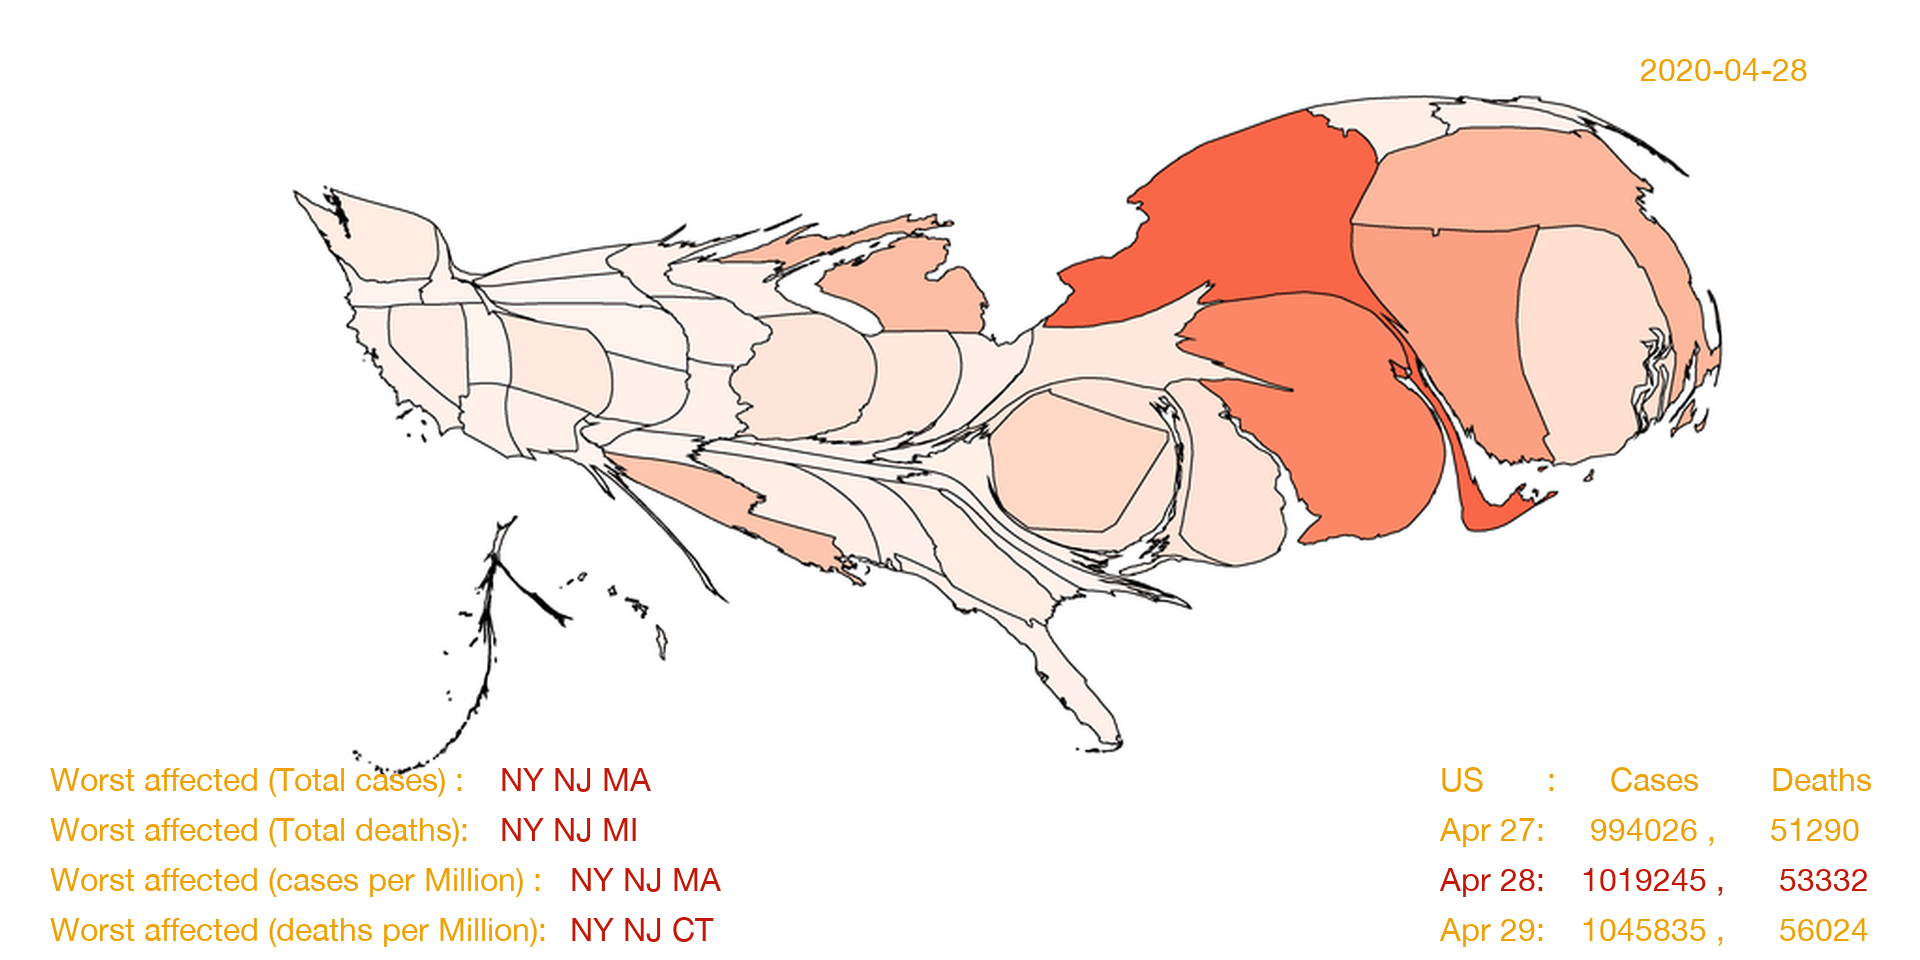 2020-04-28
Worst affected (Total cases) : NY NJ MA
Worst affected (Total deaths): NY NJ MI
Worst affected (cases per Million) : NY NJ MA
Worst affected (deaths per Million): NY NJ CT
US : Cases Deaths
Apr 27: 994026 , 51290
Apr 28: 1019245 , 53332
Apr 29: 1045835 , 56024